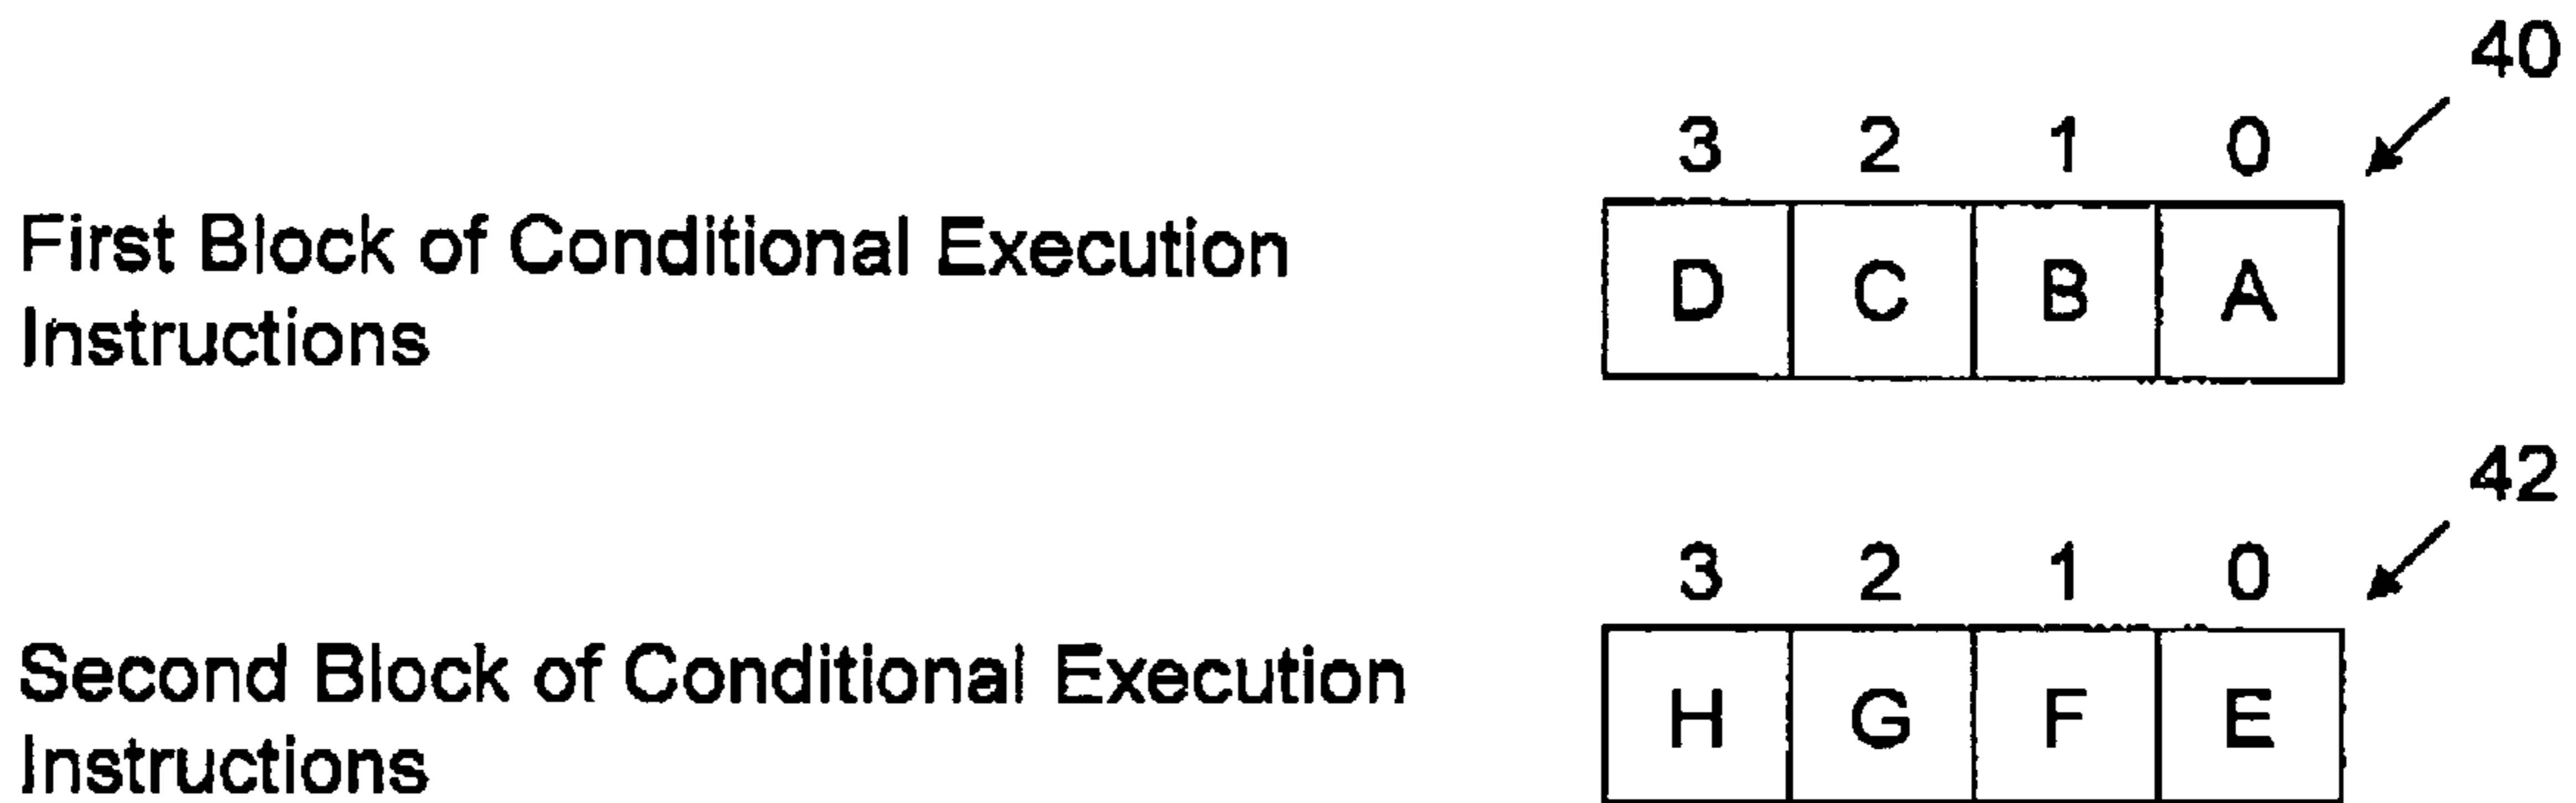 40
3 2 1 0
First Block of Conditional Execution
Instructions
D C B A
42
3 2 1 0
Second Block of Conditional Execution
Instructions
H G F E